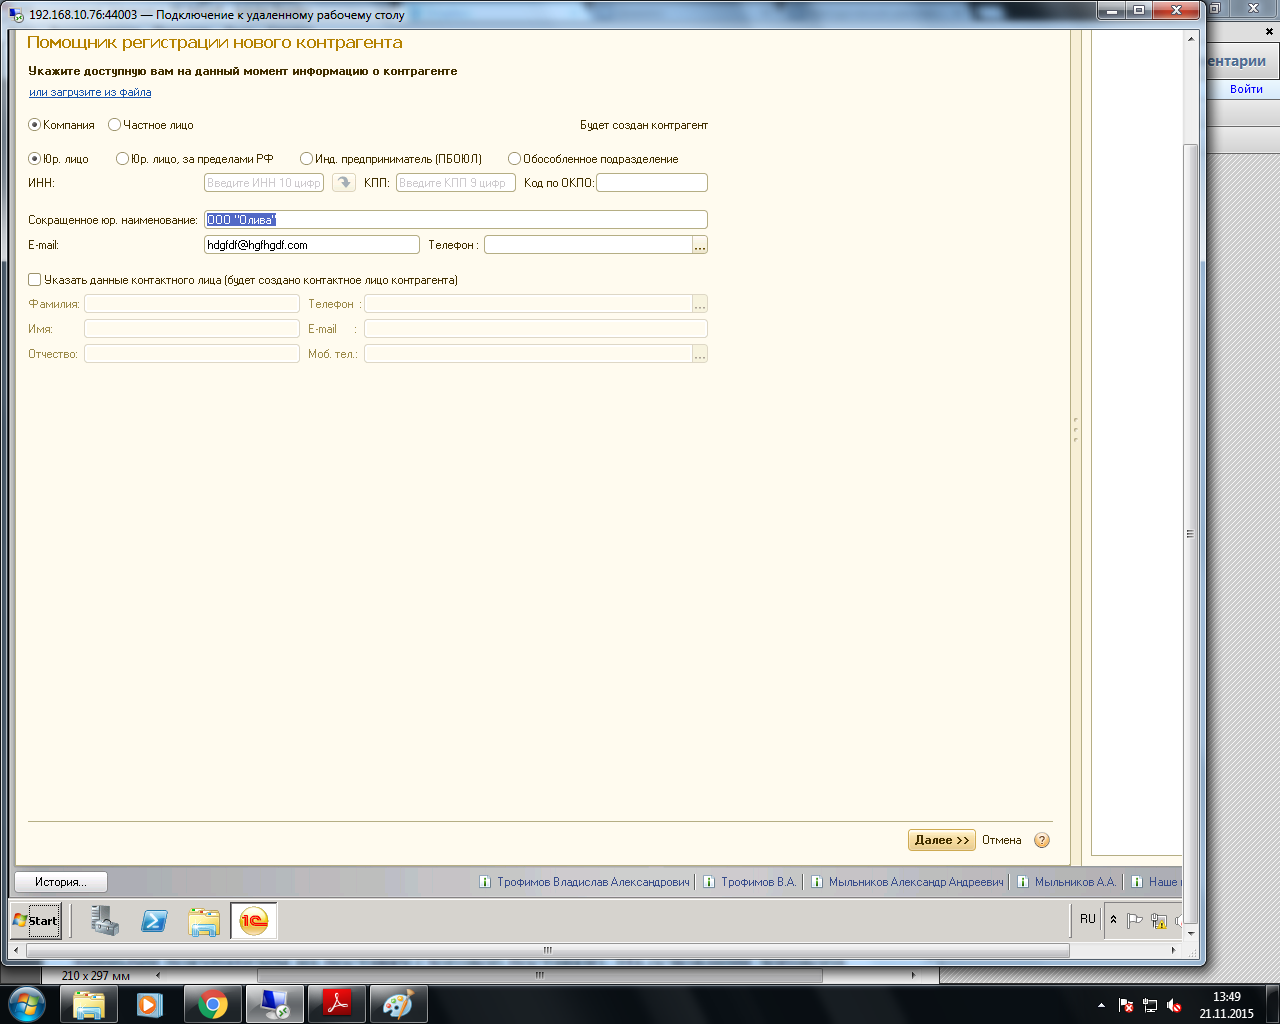 192.168.10.76:44003 — Подключение к удаленному рабочему столу
Помощник регистрации нового контрагента
ентарии
Укажите доступную вам на данный момент информацию о контрагенте
или загрузите из файла
Войти
Компания Частное лицо Будет создан контрагент
Юр. лицо Юр. лицо, за пределами РФ Инд. предприниматель (ПБОЮЛ) Обособленное подразделение
ИНН: Введите ИНН 10 цифр КПП: Введите КПП 9 цифр Код по ОКПО:
Сокращенное юр. наименование: ООО "Олива"
E-mail: hdgfdf@hgfhgdf.com Телефон : ...
Указать данные контактного лица (будет создано контактное лицо контрагента)
Фамилия: Телефон : ...
Имя: E-mail :
Отчество: Моб. тел.: ...
Далее >> Отмена ?
История... Трофимов Владислав Александрович Трофимов В.А. Мыльников Александр Андреевич Мыльников А.А. Наше
Start 1C RU
210 x 297 мм
13:49
21.11.2015